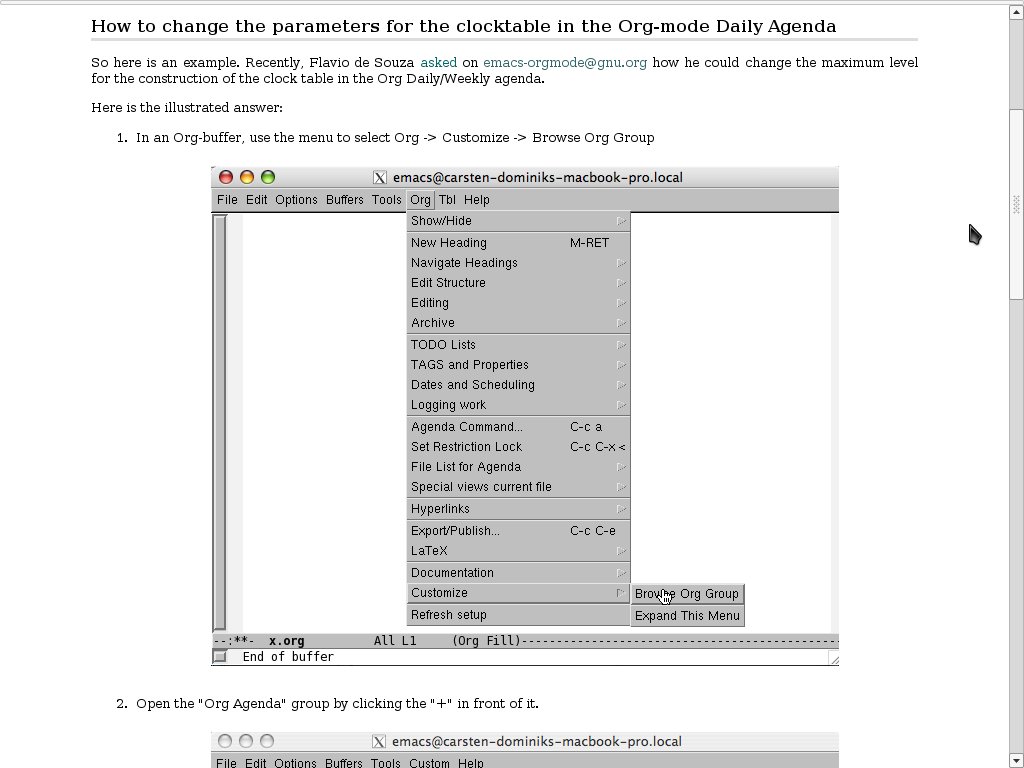 How to change the parameters for the clocktable in the Org-mode Daily Agenda
So here is an example. Recently, Flavio de Souza asked on emacs-orgmode@gnu.org how he could change the maximum level
for the construction of the clock table in the Org Daily/Weekly agenda.
Here is the illustrated answer:
1. In an Org-buffer, use the menu to select Org -> Customize -> Browse Org Group
emacs@carsten-dominiks-macbook-pro.local
File Edit Options Buffers Tools Org Tbl Help
Show/Hide
New Heading M-RET
Navigate Headings
Edit Structure
Editing
Archive
TODO Lists
TAGS and Properties
Dates and Scheduling
Logging work
Agenda Command... C-c a
Set Restriction Lock C-c C-x <
File List for Agenda
Special views current file
Hyperlinks
Export/Publish... C-c C-e
LaTeX
Documentation
Customize Browse Org Group
Refresh setup Expand This Menu
--:**- x.org All L1 (Org Fill)-----------------------------------
End of buffer
2. Open the "Org Agenda" group by clicking the "+" in front of it.
emacs@carsten-dominiks-macbook-pro.local
File Edit Options Buffers Tools Custom Help